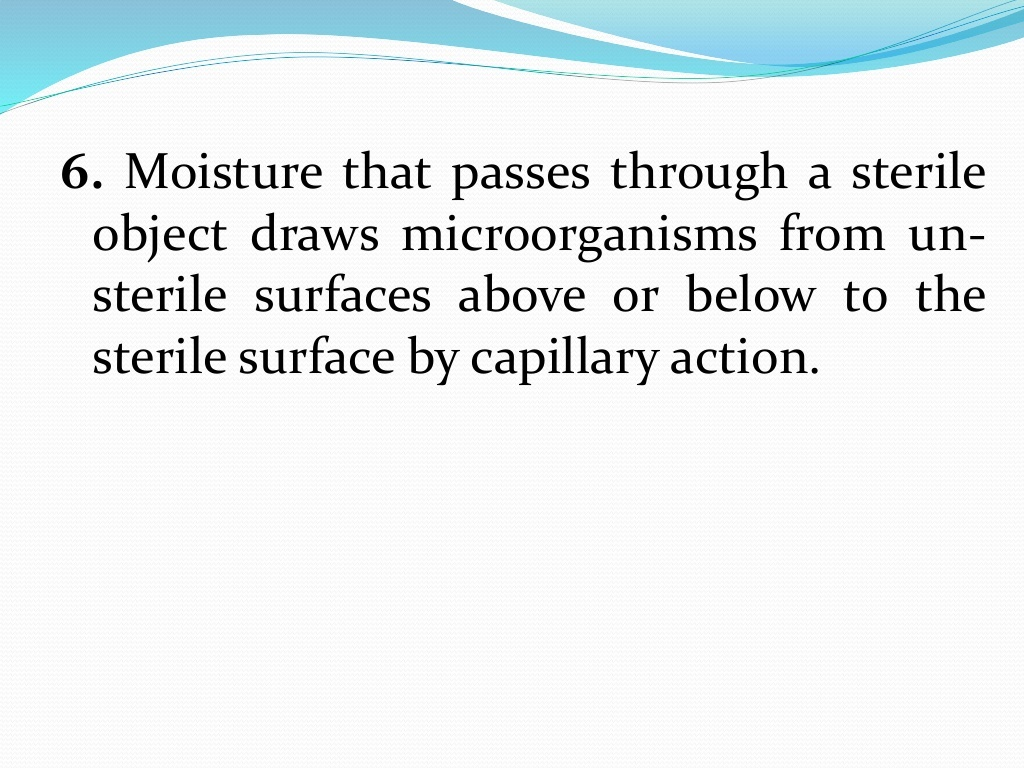 6. Moisture that passes through a sterile
object draws microorganisms from un-
sterile surfaces above or below to the
sterile surface by capillary action.